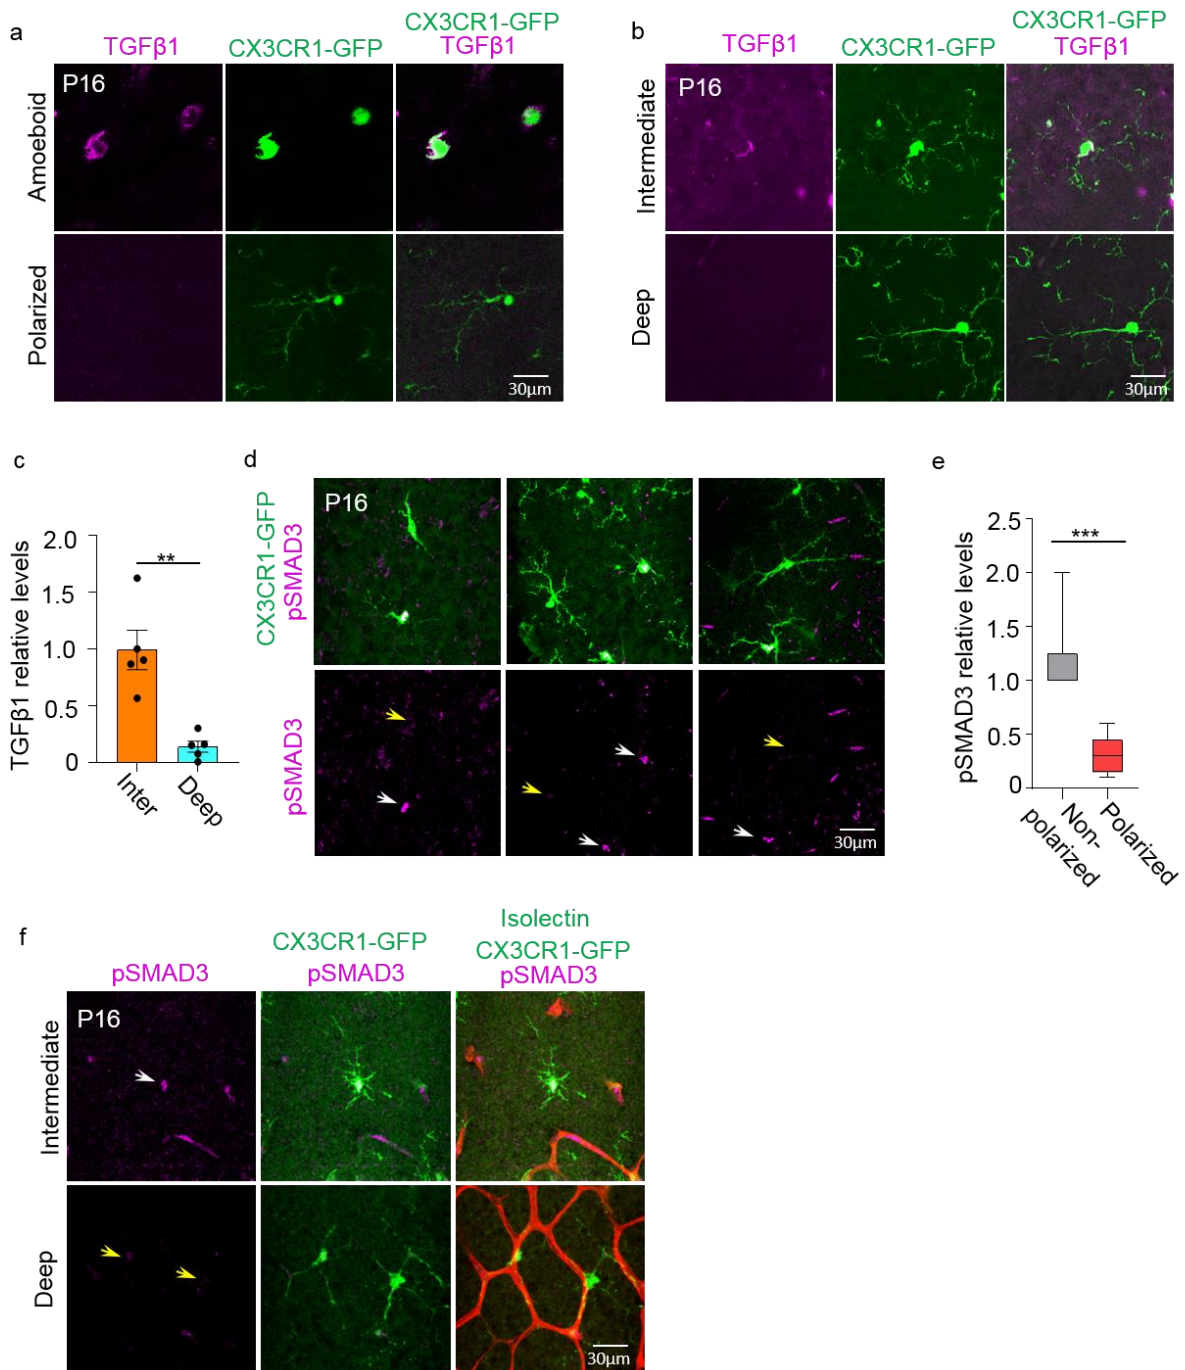 a
TGFβ1
CX3CR1-GFP
CX3CR1-GFP
TGFβ1
P16
Amoeboid
Polarized
30µm
b
TGFβ1
CX3CR1-GFP
CX3CR1-GFP
TGFβ1
P16
Intermediate
Deep
30µm
c
TGFβ1 relative levels
2.0
1.5
1.0
0.5
0
**
Inter
Deep
d
CX3CR1-GFP
pSMAD3
P16
pSMAD3
30µm
e
pSMAD3 relative levels
2.5
2.0
1.5
1.0
0.5
0
***
Non-
polarized
Polarized
f
pSMAD3
CX3CR1-GFP
pSMAD3
Isolectin
CX3CR1-GFP
pSMAD3
P16
Intermediate
Deep
30µm